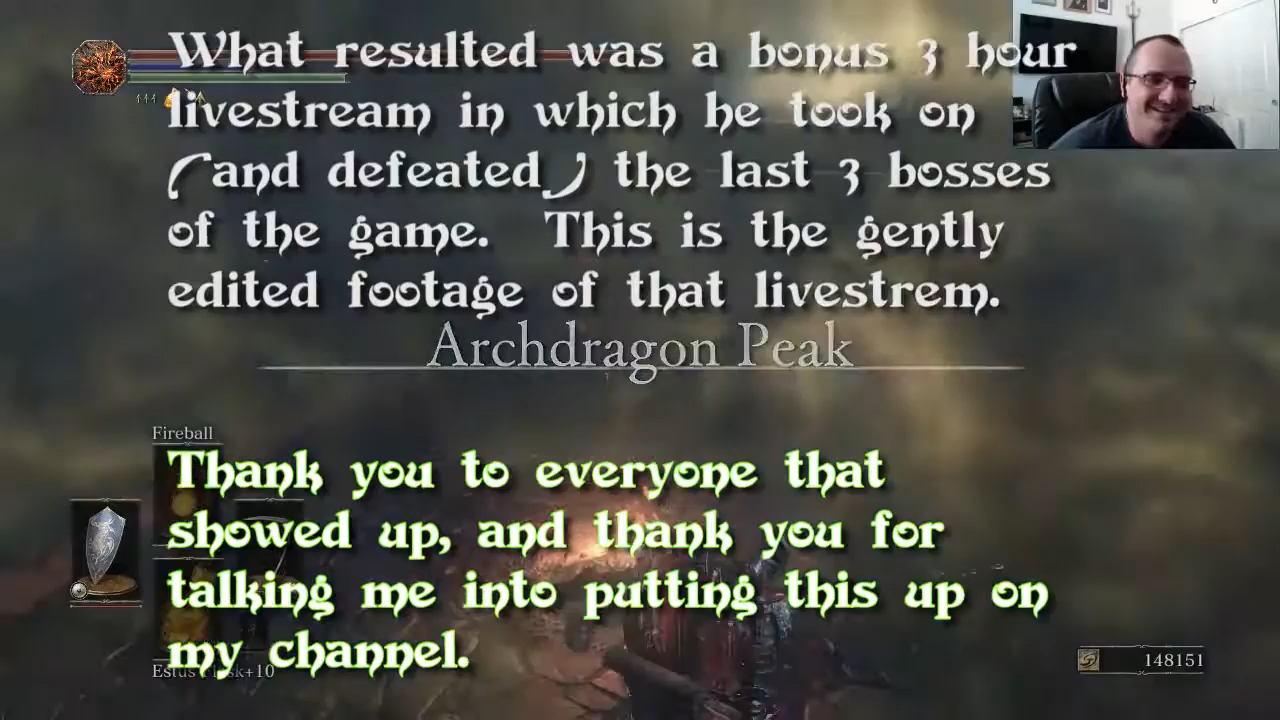 What resulted was a bonus 3 hour
livestream in which he took on
(and defeated) the last 3 bosses
of the game. This is the gently
edited footage of that livestrem.
Archdragon Peak
Fireball
Thank you to everyone that
showed up, and thank you for
talking me into putting this up on
my channel.
Estus Flask+10
148151